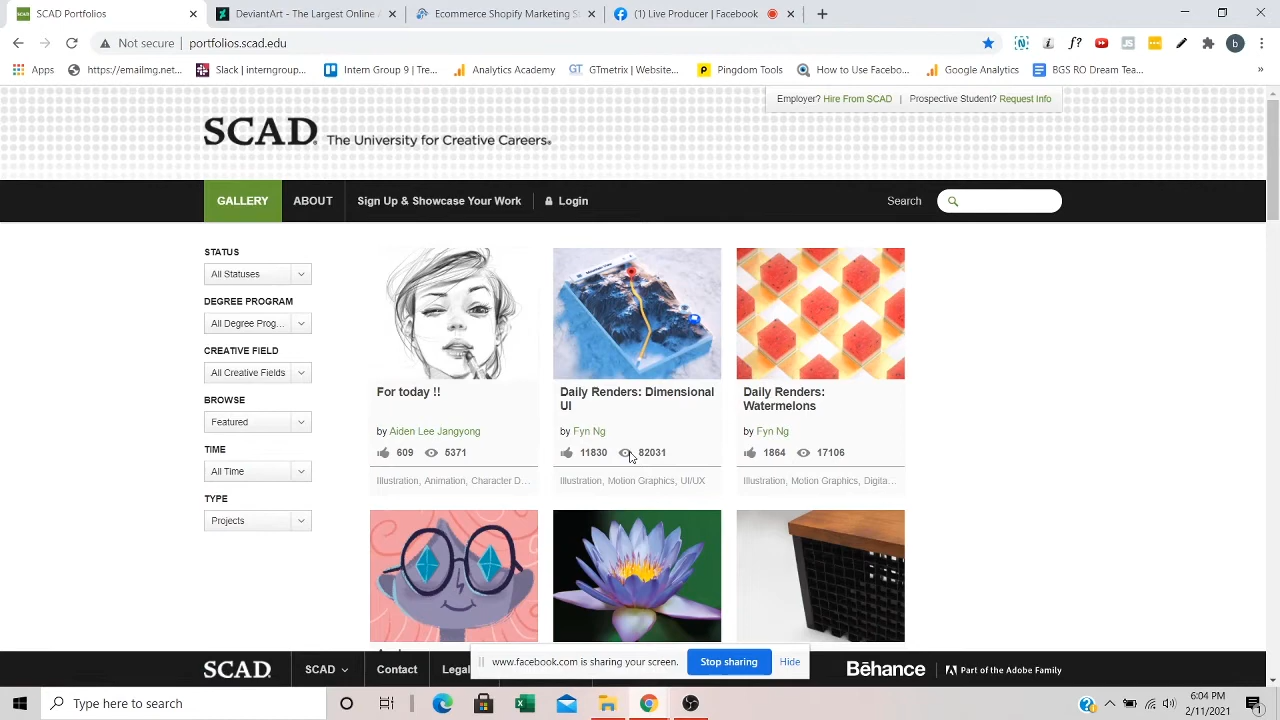 SCAD Portfolios
DeviantArt - The Largest Online
Ecommerce Shopify Marketing S
(1) Live Producer | Facebook
Not secure | portfolios.scad.edu
Apps
https://emailmg.net...
Slack | interngroup...
Intern Group 9 | Tre...
Analytics Academy
GTmetrix | Website...
Pingdom Tools
How to Use Facebo...
Google Analytics
BGS RO Dream Tea...
Employer? Hire From SCAD | Prospective Student? Request Info
SCAD The University for Creative Careers®
GALLERY
ABOUT
Sign Up & Showcase Your Work
Login
Search
STATUS
All Statuses
DEGREE PROGRAM
All Degree Prog...
CREATIVE FIELD
All Creative Fields
BROWSE
Featured
TIME
All Time
TYPE
Projects
For today !!
by Aiden Lee Jangyong
609 5371
Illustration, Animation, Character D...
Daily Renders: Dimensional
UI
by Fyn Ng
11830 82031
Illustration, Motion Graphics, UI/UX
Daily Renders:
Watermelons
by Fyn Ng
1864 17106
Illustration, Motion Graphics, Digita...
SCAD
SCAD
Contact
Legal
www.facebook.com is sharing your screen.
Stop sharing
Hide
Bēhance
Part of the Adobe Family
Type here to search
6:04 PM
2/11/2021